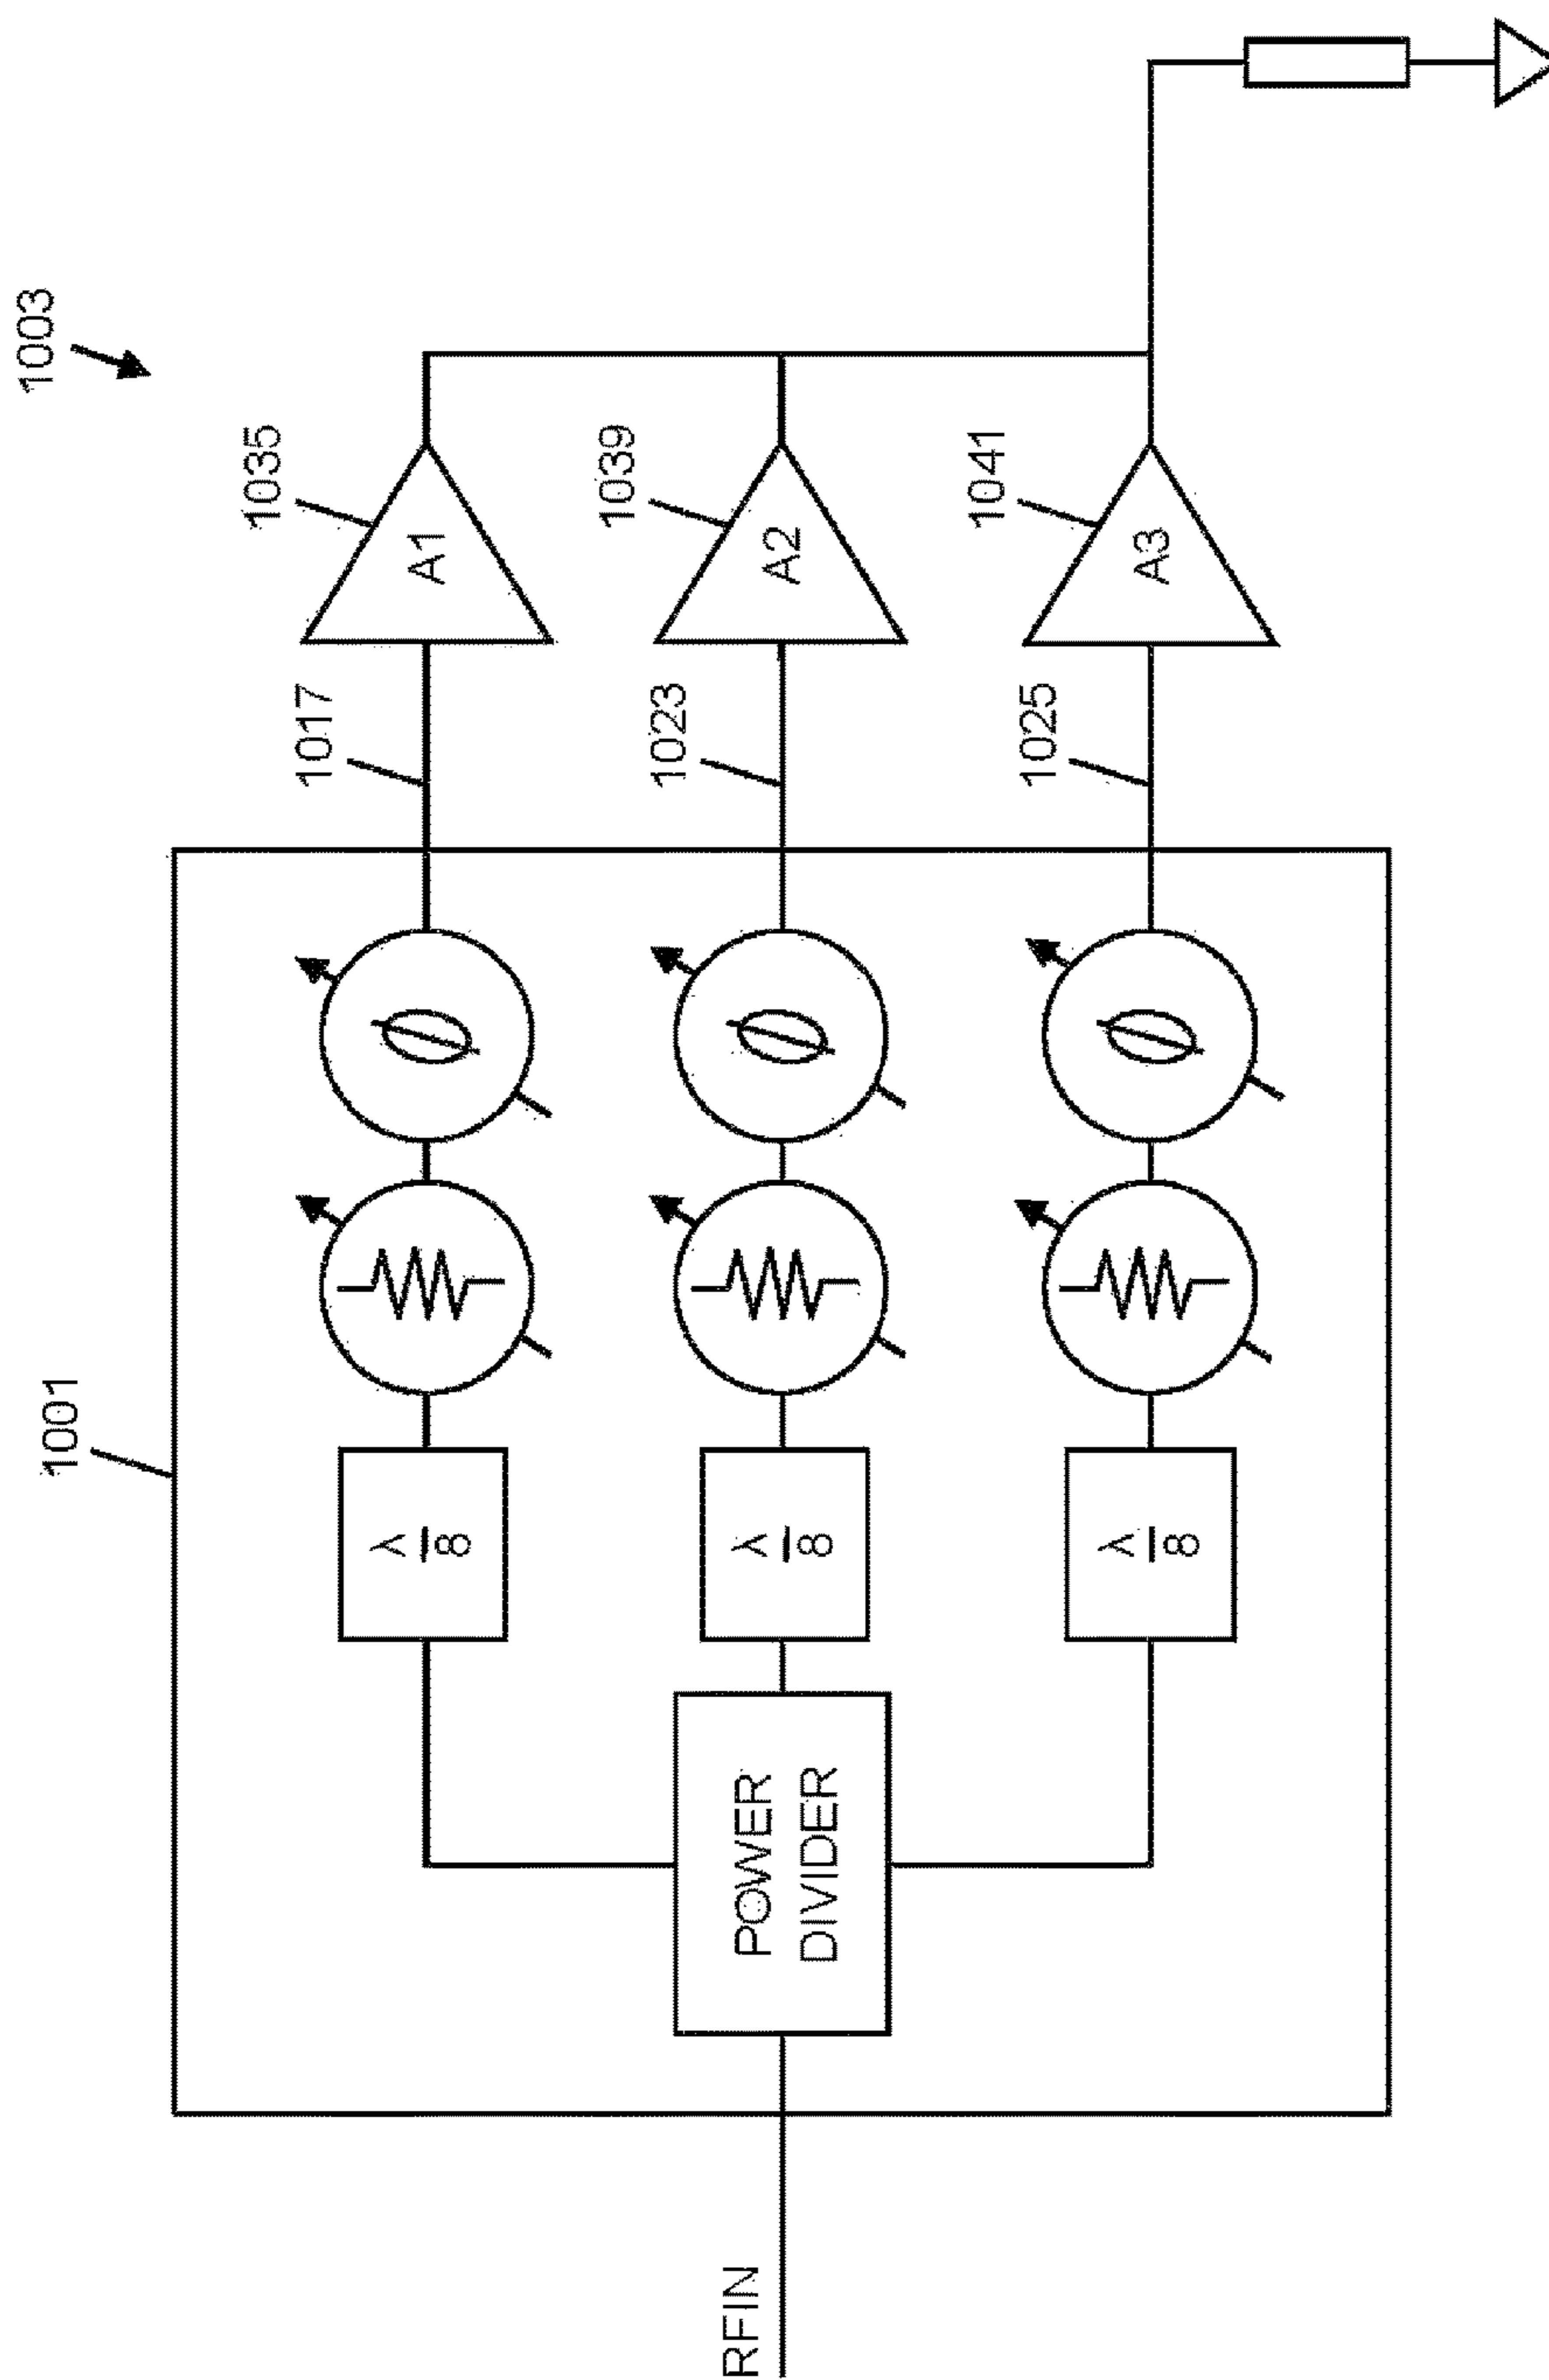 1003
1001
1035
1017
A1
λ
8
1039
1023
A2
λ
8
POWER
DIVIDER
RFIN
1041
1025
A3
λ
8